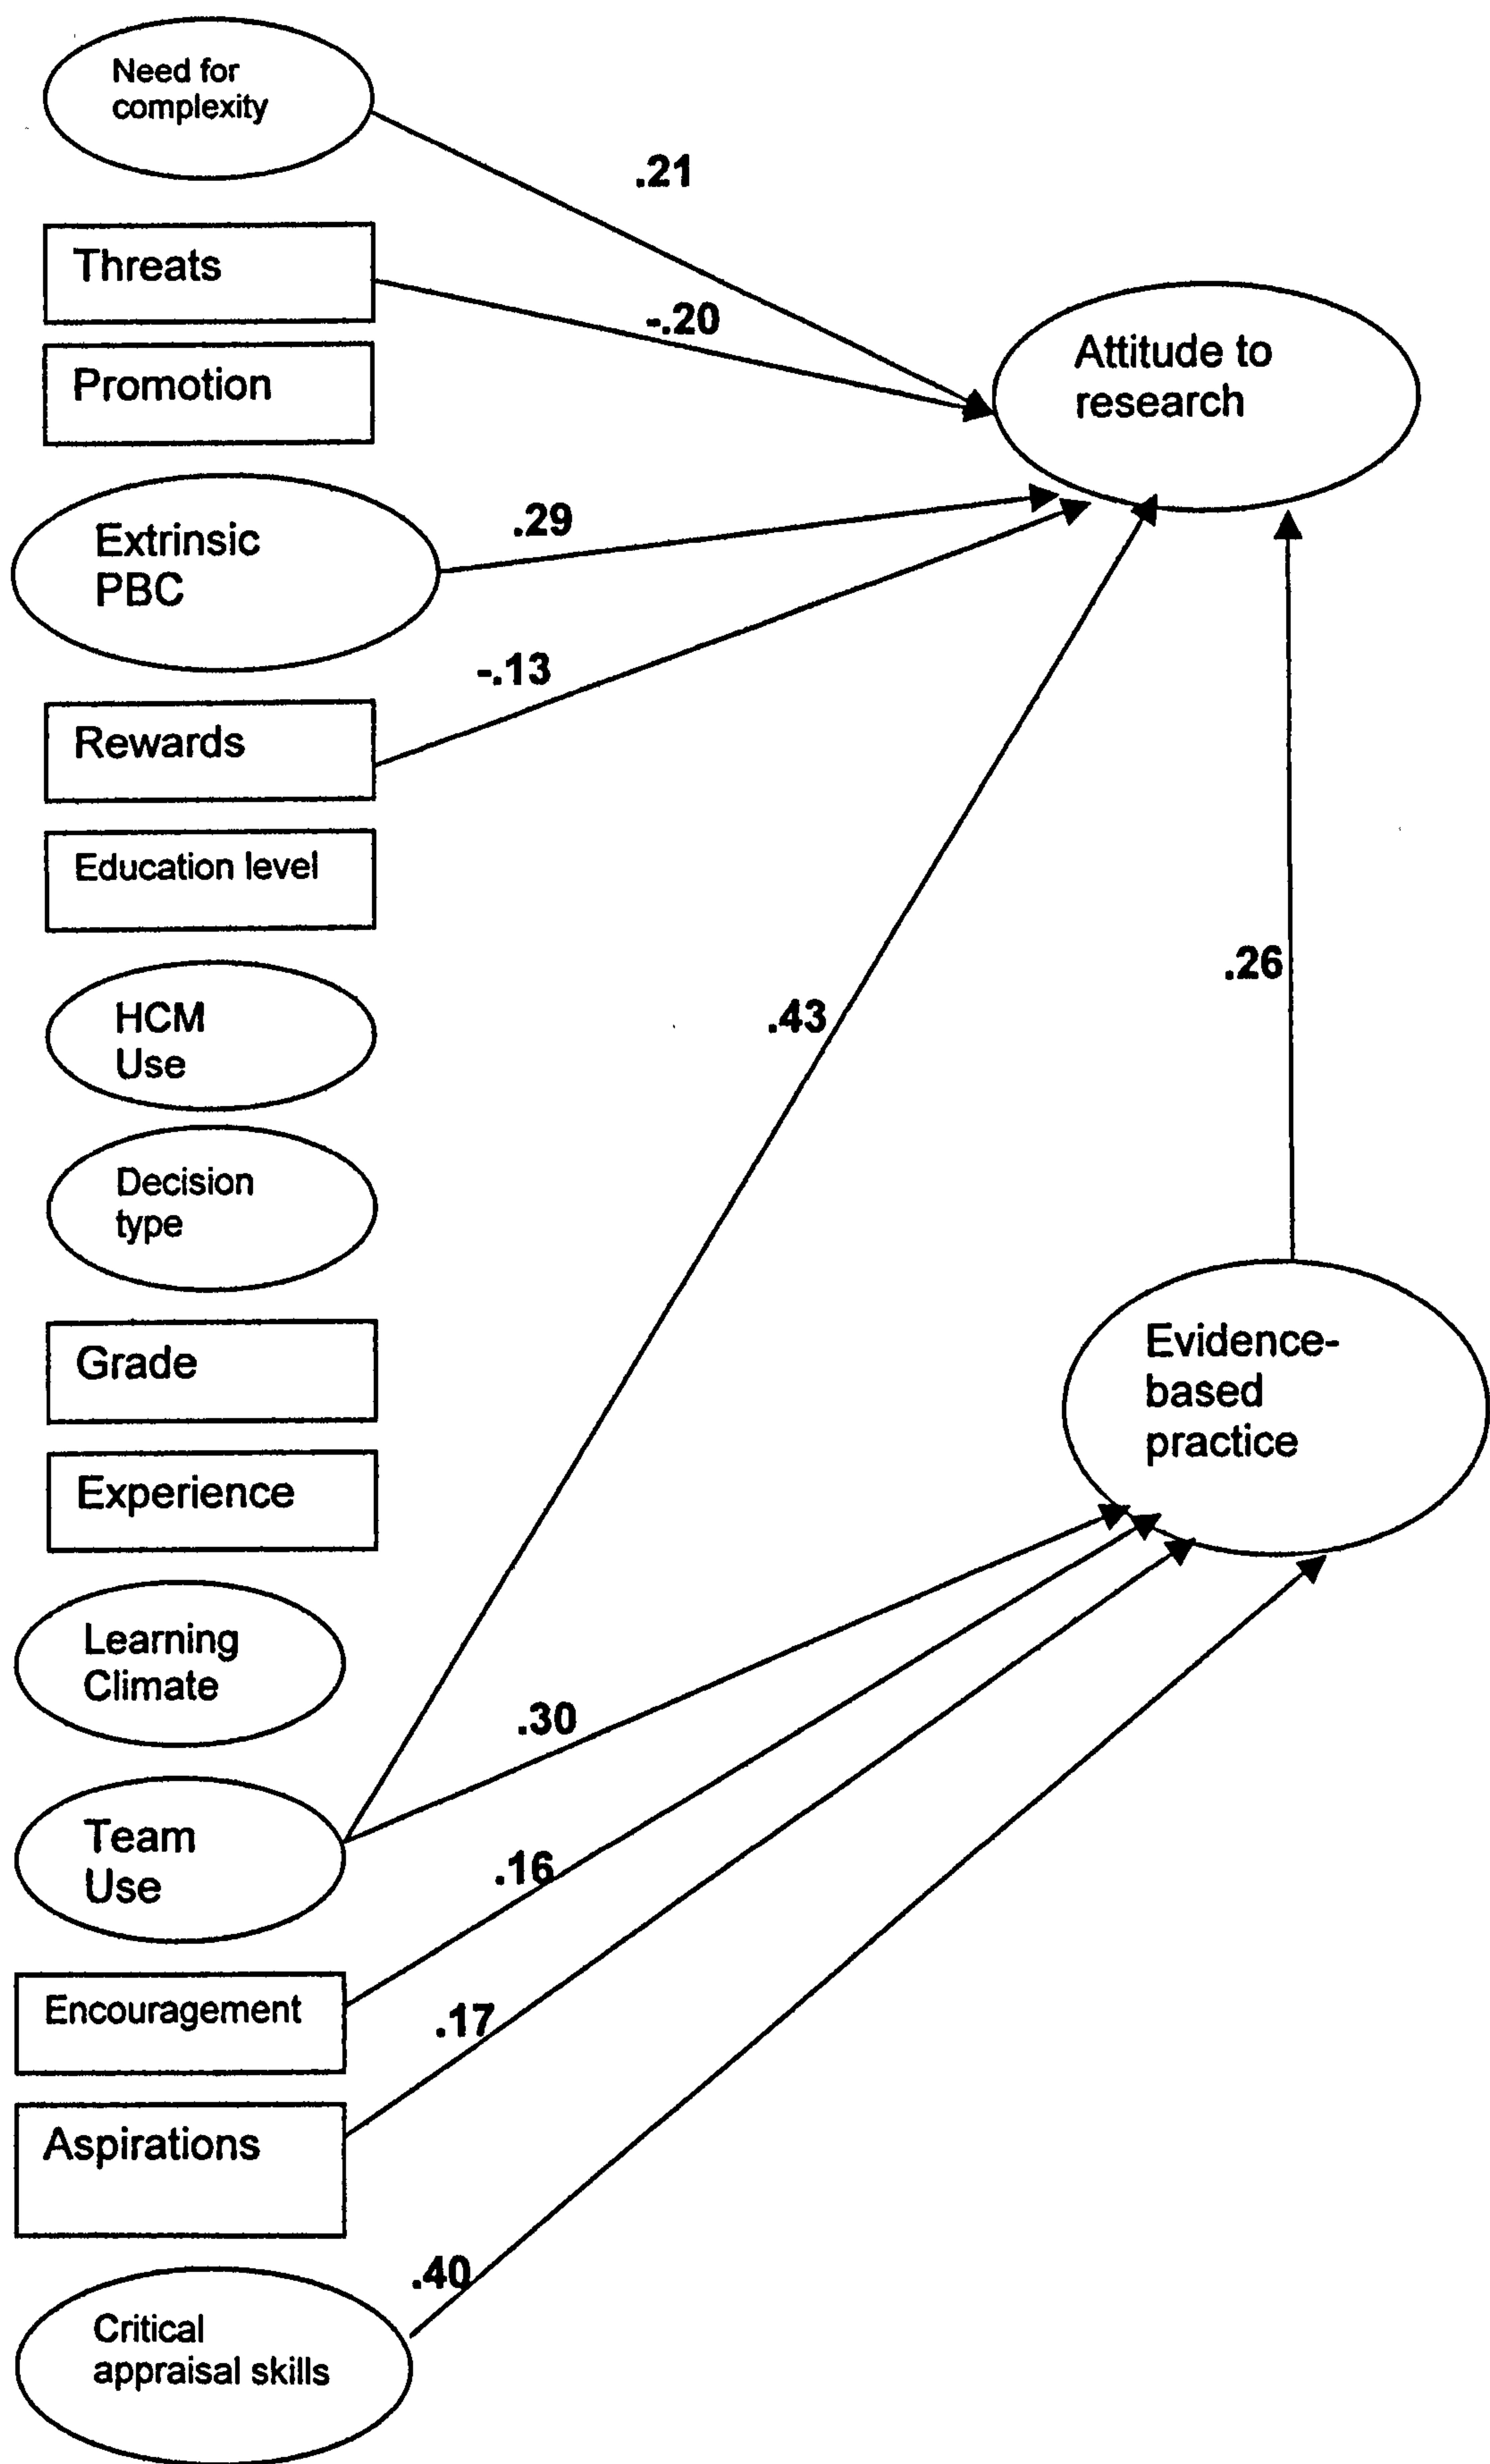 Need for
complexity
.21
Threats
-.20
Promotion
Attitude to
research
Extrinsic
PBC
.29
-.13
Rewards
Education level
HCM
Use
.43
.26
Decision
type
Grade
Evidence-
based
practice
Experience
Learning
Climate
.30
Team
Use
.16
Encouragement
.17
Aspirations
.40
Critical
appraisal skills